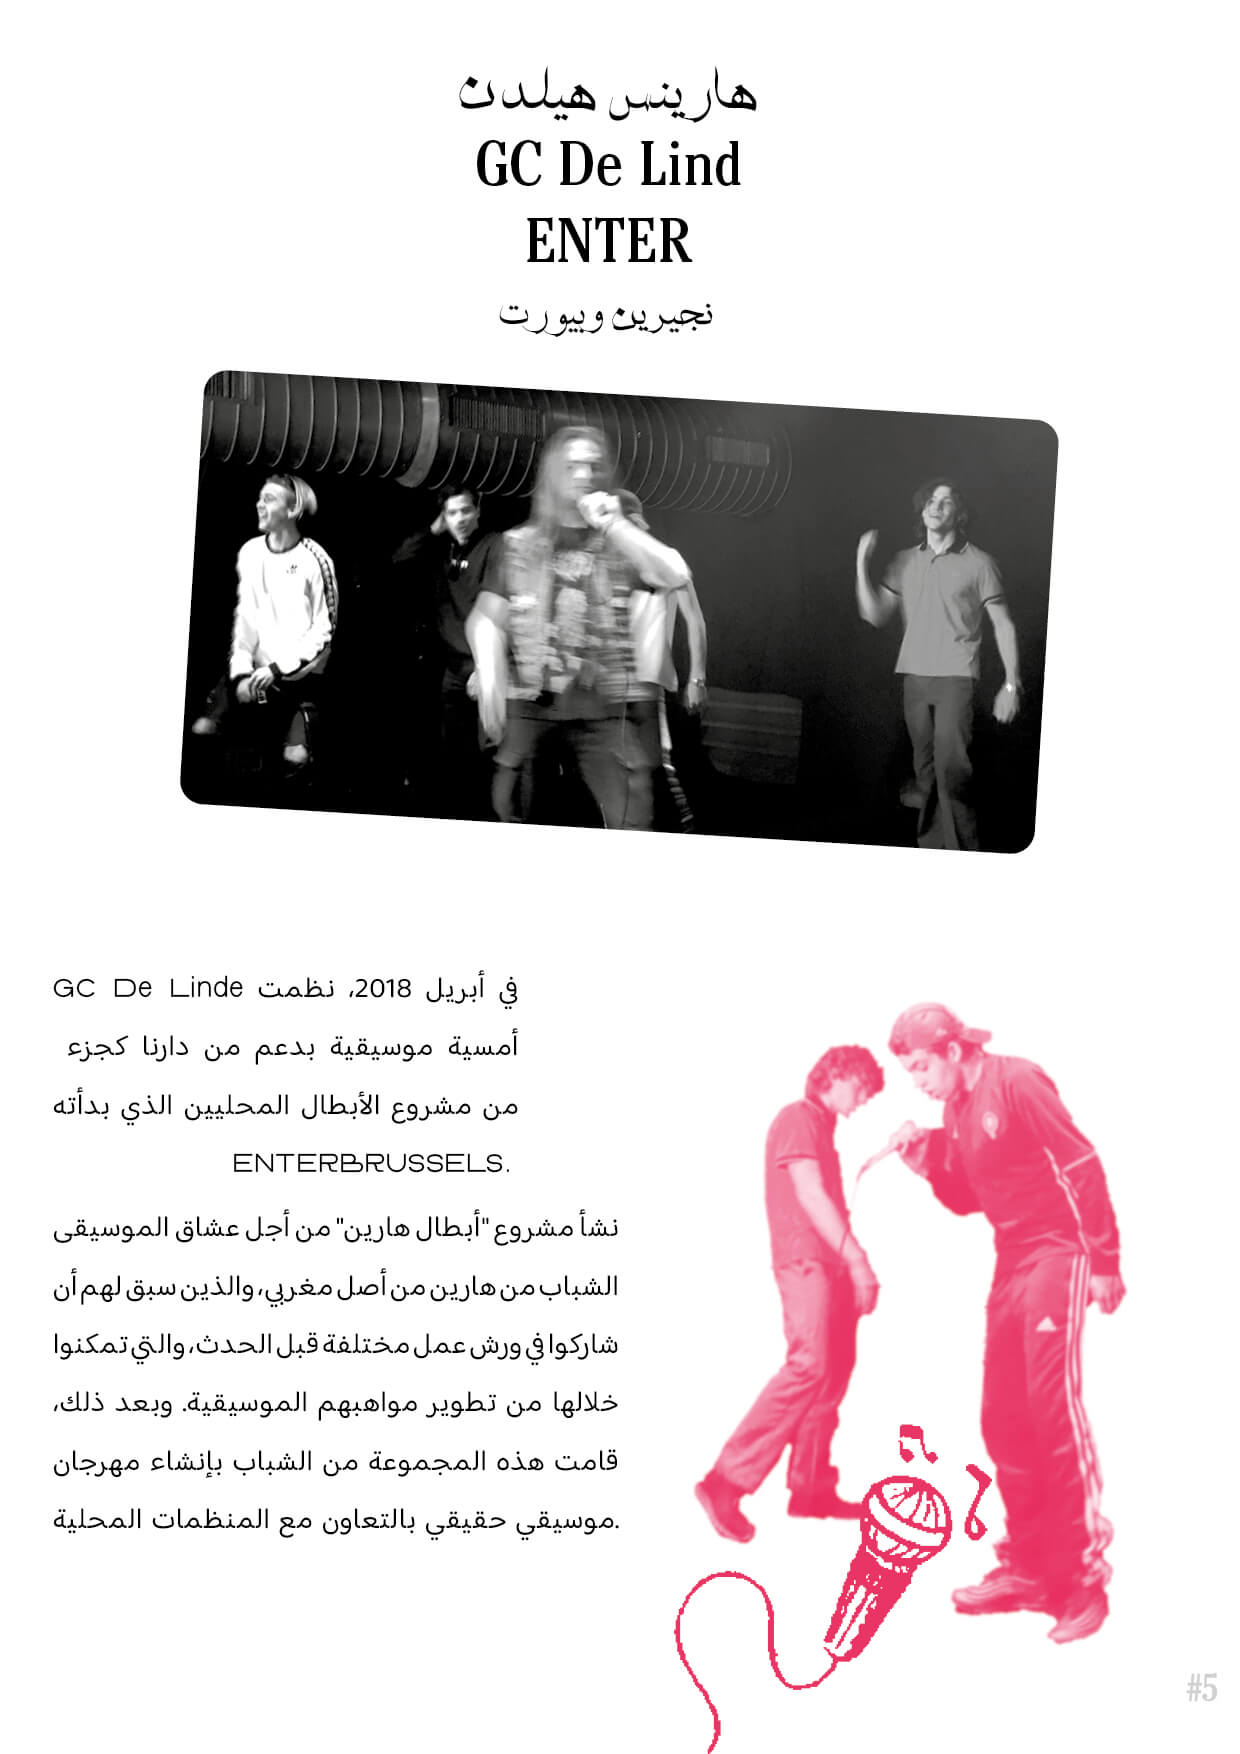 هارينس هيلدن
GC De Lind
ENTER
نجيرين وبيورت
في أبريل 2018، نظمت GC De Linde
أمسية موسيقية بدعم من دارنا كجزء
من مشروع الأبطال المحليين الذي بدأته
ENTERBRUSSELS.
نشأ مشروع "أبطال هارين" من أجل عشاق الموسيقى
الشباب من هارين من أصل مغربي، والذين سبق لهم أن
شاركوا في ورش عمل مختلفة قبل الحدث، والتي تمكنوا
خلالها من تطوير مواهبهم الموسيقية. وبعد ذلك،
قامت هذه المجموعة من الشباب بإنشاء مهرجان
موسيقي حقيقي بالتعاون مع المنظمات المحلية.
#5